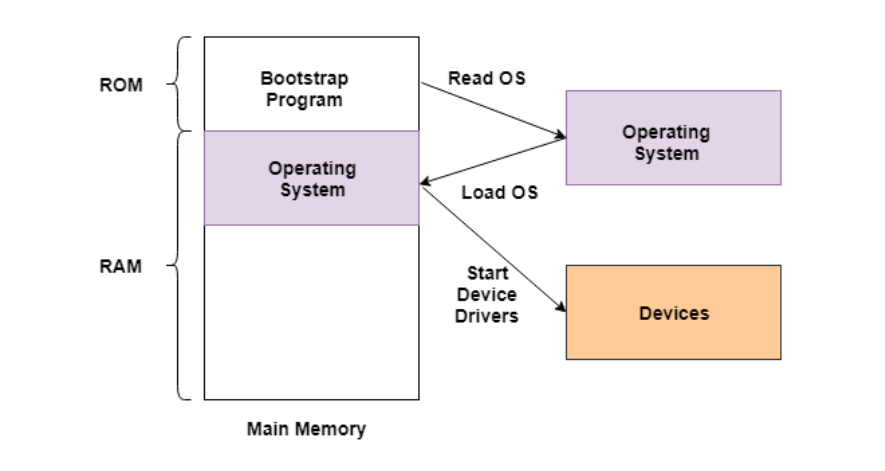 ROM
Bootstrap
Program
Read OS
Operating
System
Operating
System
Load OS
RAM
Start
Device
Drivers
Devices
Main Memory